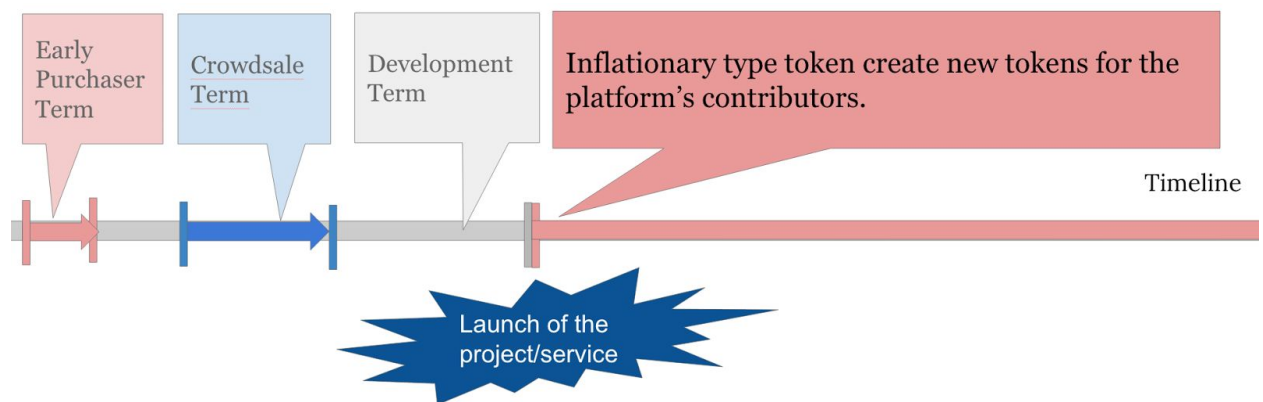 Early
Purchaser
Term
Crowdsale
Term
Development
Term
Inflationary type token create new tokens for the
platform’s contributors.
Timeline
Launch of the
project/service